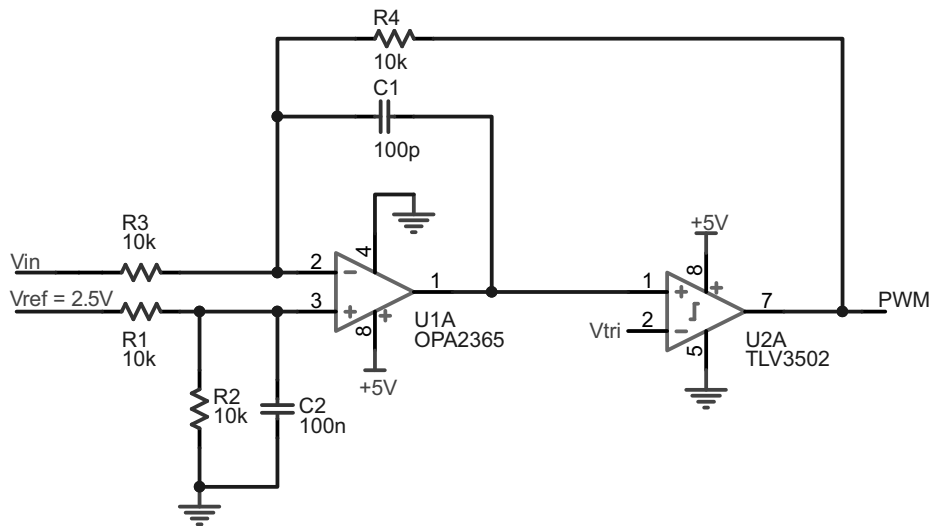 R4
10k
C1
100p
R3
10k
Vin
Vref = 2.5V
R1
10k
R2
10k
C2
100n
2
3
4
8
1
+5V
U1A
OPA2365
+5V
1
2
8
5
7
Vtri
U2A
TLV3502
PWM